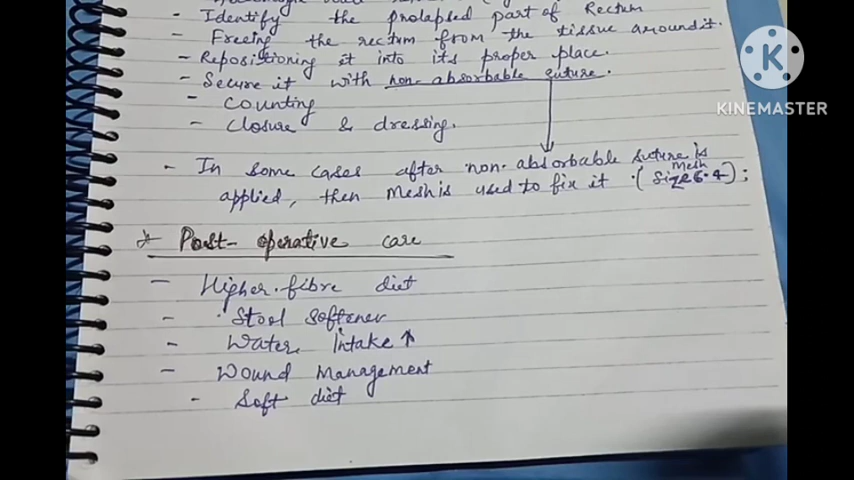 - Identify the prolapsed part of Rectum
- Freeing the rectum from the tissue around it.
- Repositioning it into its proper place.
- Secure it with non-absorbable suture.
- Counting
- Closure & dressing.
- In some cases after non-absorbable suture is
applied, then Mesh is used to fix it. (Mesh size 6.4);
* Post-operative care
- Higher-fibre diet
- Stool Softener
- Water Intake ↑
- Wound Management
- Soft diet
K
KINEMASTER